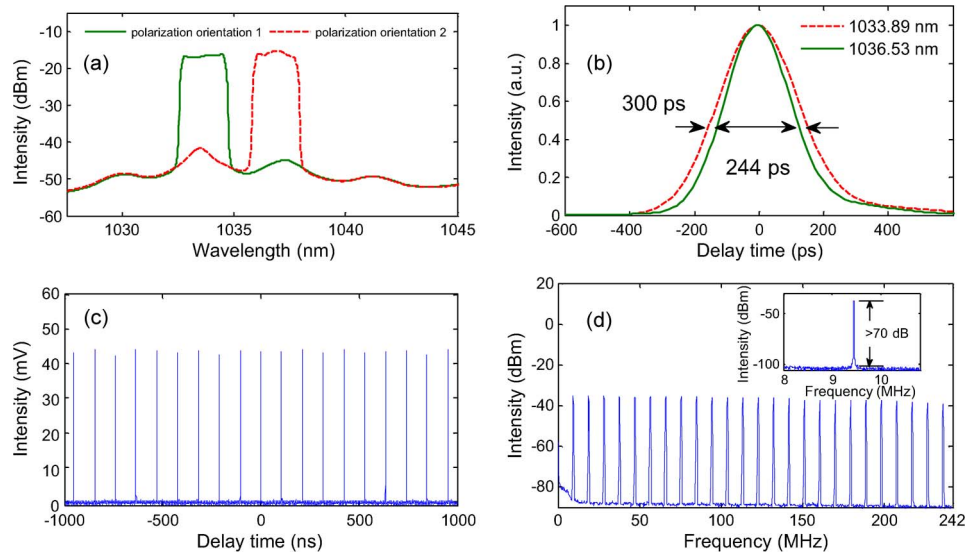 (a)
polarization orientation 1
polarization orientation 2
Intensity (dBm)
-5
-10
-20
-30
-40
-50
-60
1030
1035
1040
1045
Wavelength (nm)
(b)
1033.89 nm
1036.53 nm
300 ps
244 ps
Intensity (a.u.)
1
0.8
0.6
0.4
0.2
0
-600
-400
-200
0
200
400
Delay time (ps)
(c)
Intensity (mV)
60
50
40
30
20
10
0
-1000
-500
0
500
1000
Delay time (ns)
(d)
Intensity (dBm)
20
0
-20
-40
-60
-80
0
50
100
150
200
242
Frequency (MHz)
Intensity (dBm)
-50
-100
>70 dB
8
9
10
Frequency (MHz)